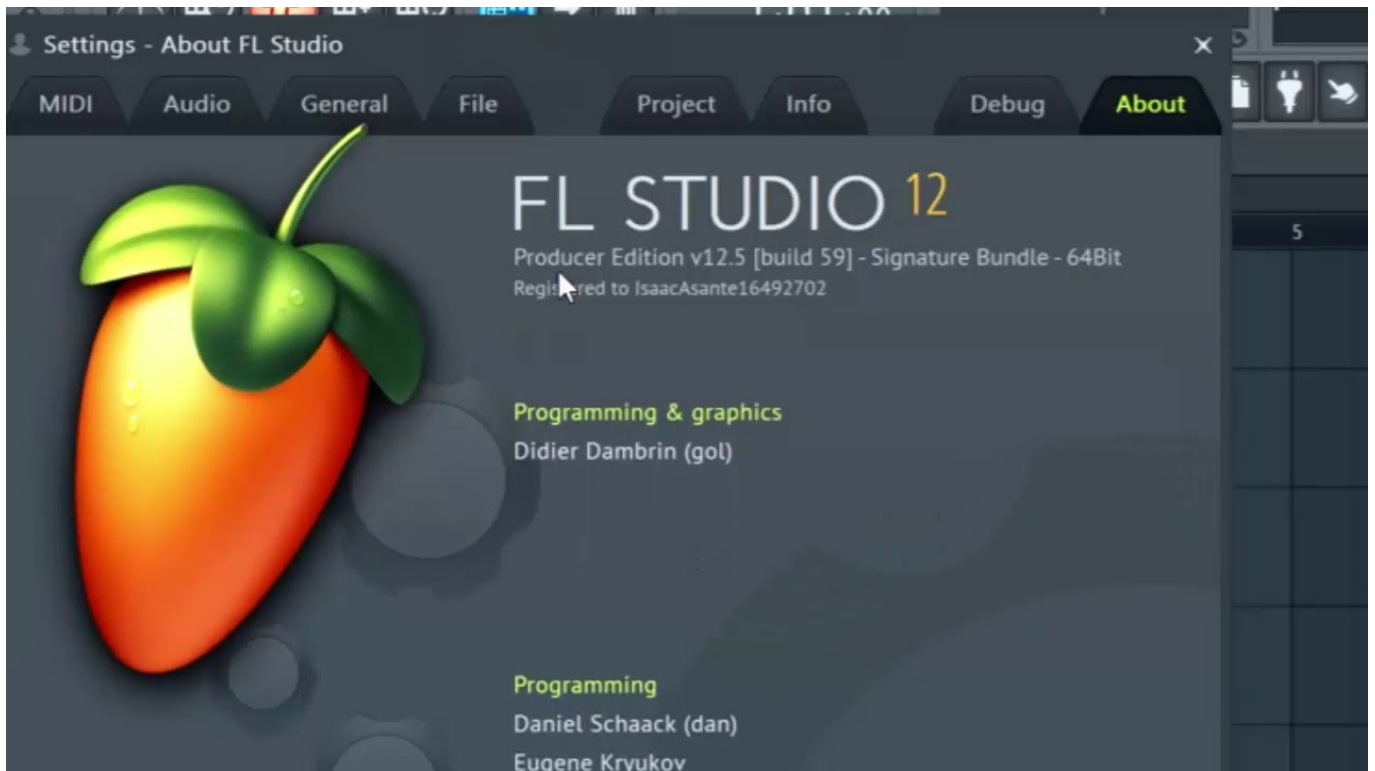 Settings - About FL Studio
MIDI Audio General File Project Info Debug About
FL STUDIO 12
Producer Edition v12.5 [build 59] - Signature Bundle - 64Bit
Registered to IsaacAsante16492702
5
Programming & graphics
Didier Dambrin (gol)
Programming
Daniel Schaack (dan)
Eugene Kryukov